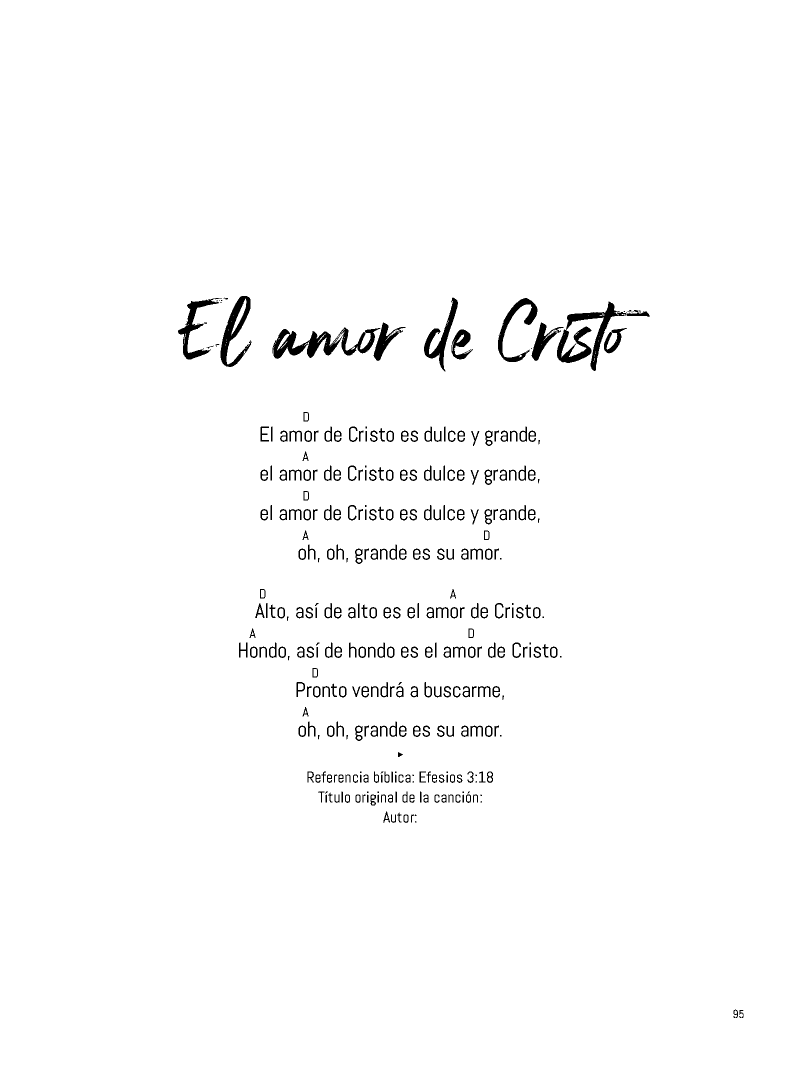 El amor de Cristo
D
El amor de Cristo es dulce y grande,
A
el amor de Cristo es dulce y grande,
D
el amor de Cristo es dulce y grande,
A D
oh, oh, grande es su amor.
D A
Alto, así de alto es el amor de Cristo.
A D
Hondo, así de hondo es el amor de Cristo.
D
Pronto vendrá a buscarme,
A
oh, oh, grande es su amor.
Referencia bíblica: Efesios 3:18
Título original de la canción:
Autor:
95